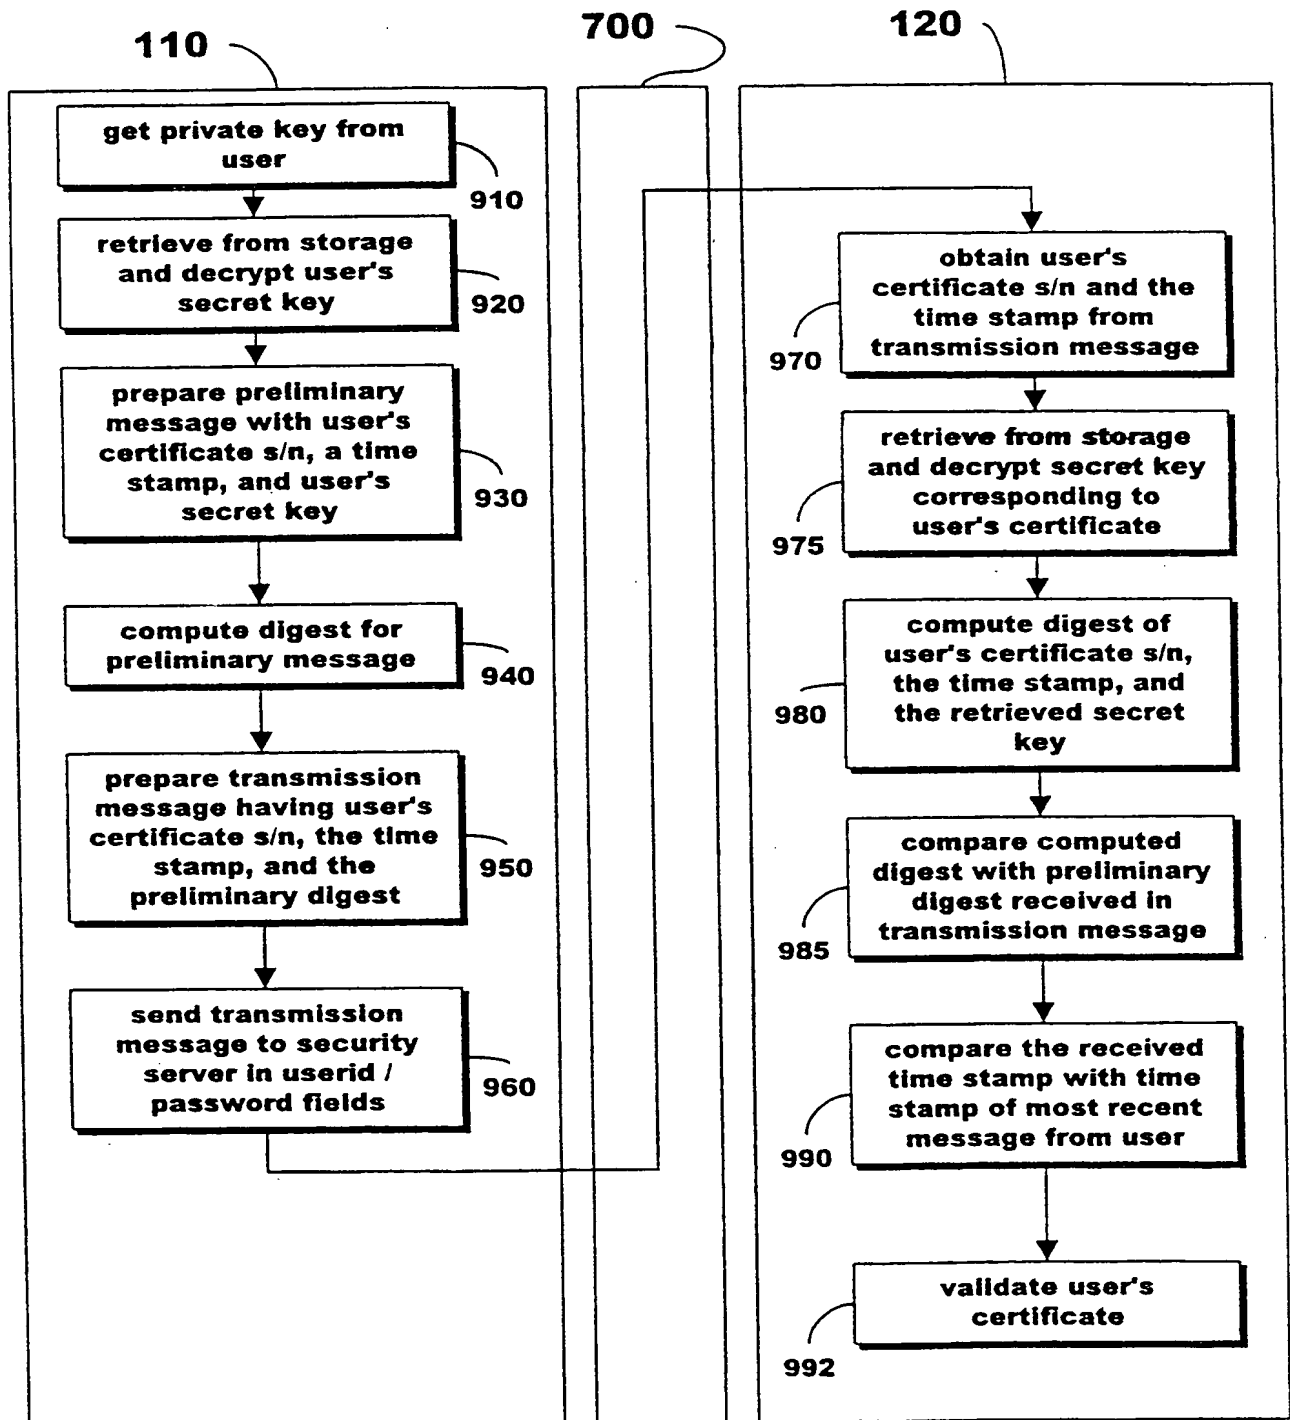 110
700
120
get private key from
user
910
retrieve from storage
and decrypt user's
secret key
920
prepare preliminary
message with user's
certificate s/n, a time
stamp, and user's
secret key
930
compute digest for
preliminary message
940
prepare transmission
message having user's
certificate s/n, the time
stamp, and the
preliminary digest
950
send transmission
message to security
server in userid /
password fields
960
obtain user's
certificate s/n and the
time stamp from
transmission message
970
retrieve from storage
and decrypt secret key
corresponding to
user's certificate
975
compute digest of
user's certificate s/n,
the time stamp, and
the retrieved secret
key
980
compare computed
digest with preliminary
digest received in
transmission message
985
compare the received
time stamp with time
stamp of most recent
message from user
990
validate user's
certificate
992